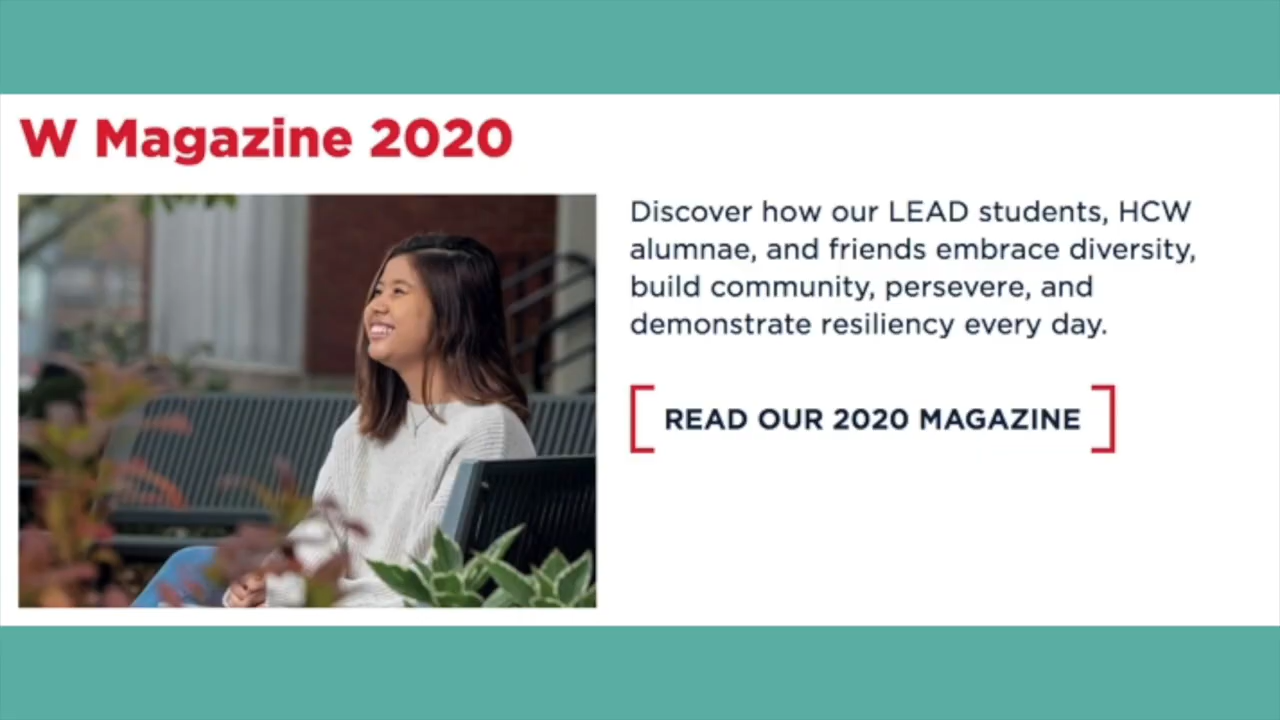 W Magazine 2020
Discover how our LEAD students, HCW
alumnae, and friends embrace diversity,
build community, persevere, and
demonstrate resiliency every day.
READ OUR 2020 MAGAZINE